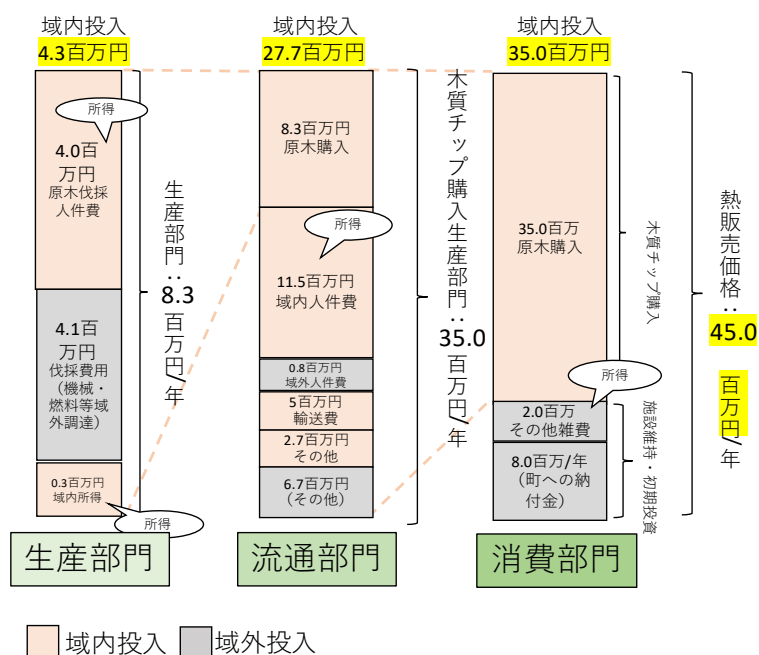 域内投入
4.3百万円
所得
4.0百
万円
原木伐採
人件費
4.1百
万円
伐採費用
（機械・
燃料等域
外調達）
0.3百万円
域内所得
所得
生産部門：8.3百万円/年
生産部門
域内投入
27.7百万円
8.3百万円
原木購入
所得
11.5百万円
域内人件費
0.8百万円
域外人件費
5百万円
輸送費
2.7百万円
その他
6.7百万円
（その他）
木質チップ購入生産部門：35.0百万円/年
流通部門
域内投入
35.0百万円
35.0百万
原木購入
所得
2.0百万
その他雑費
8.0百万/年
（町への納
付金）
木質チップ購入
施設維持・初期投資
熱販売価格：45.0百万円/年
消費部門
域内投入
域外投入